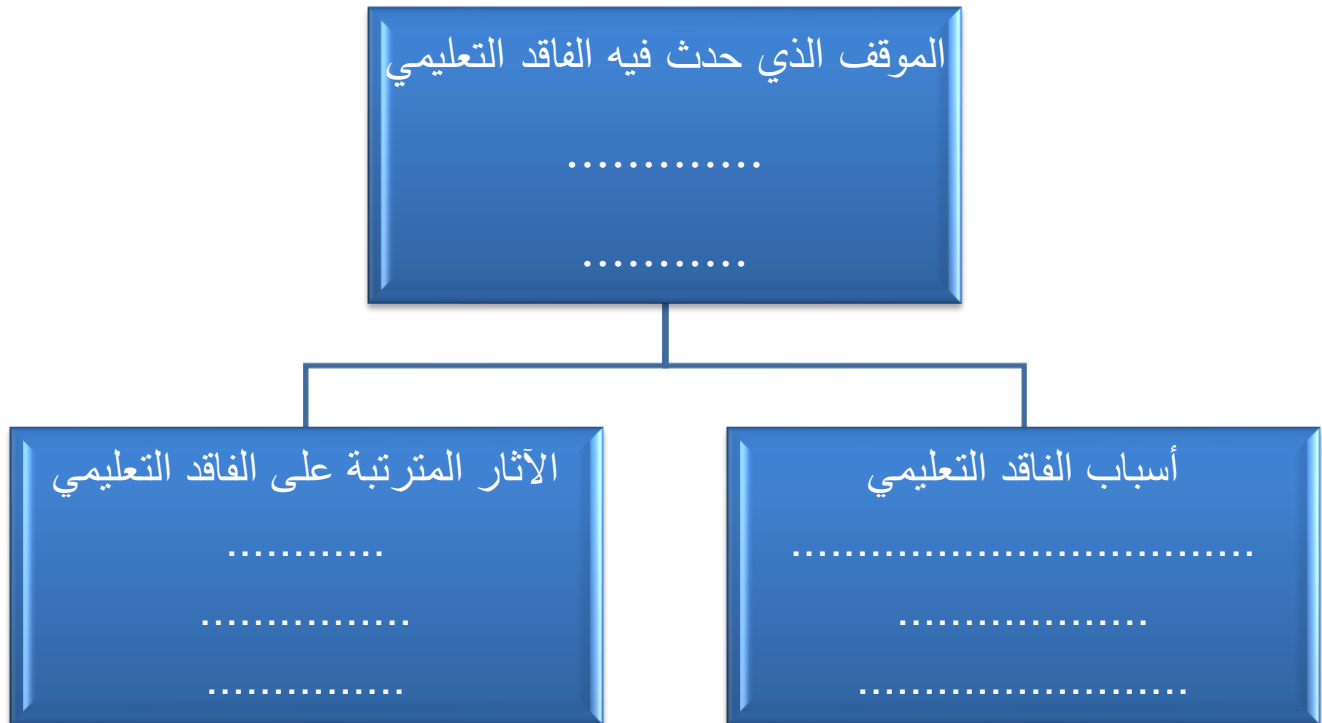 الموقف الذي حدث فيه الفاقد التعليمي
.............
...........
أسباب الفاقد التعليمي
...................................
...................
.........................
الآثار المترتبة على الفاقد التعليمي
............
................
...............